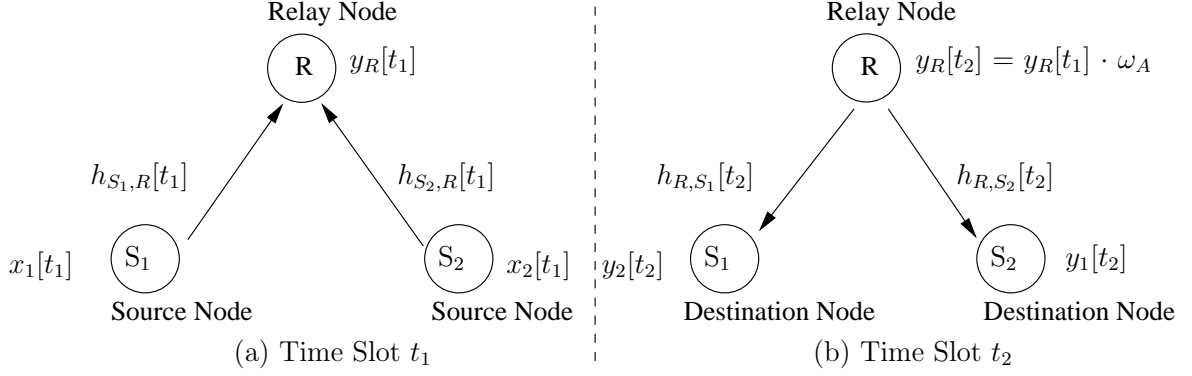 Relay Node
R
y_R[t_1]
h_{S_1,R}[t_1]
h_{S_2,R}[t_1]
x_1[t_1]
S_1
S_2
x_2[t_1]
Source Node
Source Node
(a) Time Slot t_1
Relay Node
R
y_R[t_2] = y_R[t_1] · ω_A
h_{R,S_1}[t_2]
h_{R,S_2}[t_2]
y_2[t_2]
S_1
S_2
y_1[t_2]
Destination Node
Destination Node
(b) Time Slot t_2